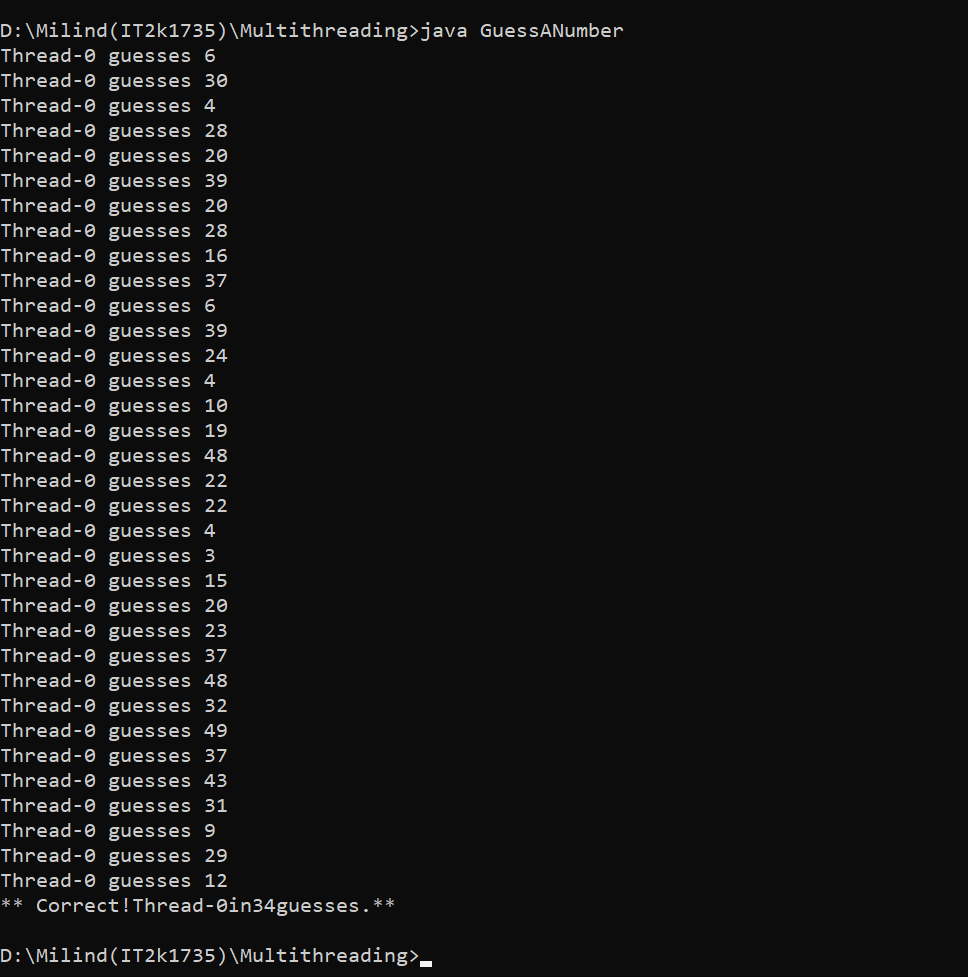 D:\Milind(IT2k1735)\Multithreading>java GuessANumber
Thread-0 guesses 6
Thread-0 guesses 30
Thread-0 guesses 4
Thread-0 guesses 28
Thread-0 guesses 20
Thread-0 guesses 39
Thread-0 guesses 20
Thread-0 guesses 28
Thread-0 guesses 16
Thread-0 guesses 37
Thread-0 guesses 6
Thread-0 guesses 39
Thread-0 guesses 24
Thread-0 guesses 4
Thread-0 guesses 10
Thread-0 guesses 19
Thread-0 guesses 48
Thread-0 guesses 22
Thread-0 guesses 22
Thread-0 guesses 4
Thread-0 guesses 3
Thread-0 guesses 15
Thread-0 guesses 20
Thread-0 guesses 23
Thread-0 guesses 37
Thread-0 guesses 48
Thread-0 guesses 32
Thread-0 guesses 49
Thread-0 guesses 37
Thread-0 guesses 43
Thread-0 guesses 31
Thread-0 guesses 9
Thread-0 guesses 29
Thread-0 guesses 12
** Correct!Thread-0in34guesses.**
D:\Milind(IT2k1735)\Multithreading>